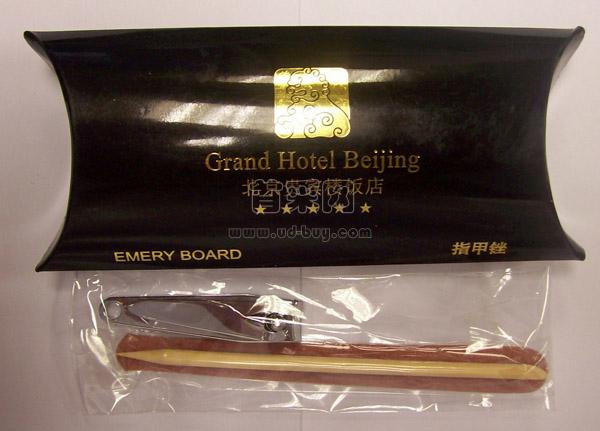 Grand Hotel Beijing
北京贵宾楼饭店
★ ★ ★ ★ ★
www.ud-buy.com
EMERY BOARD
指甲锉